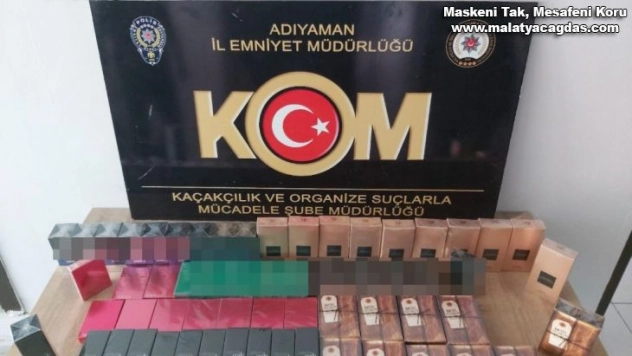 Maskeni Tak, Mesafeni Koru
www.malatyacagdas.com
POLİS
ADIYAMAN
İL EMNİYET MÜDÜRLÜĞÜ
KOM
KAÇAKÇILIK VE ORGANİZE SUÇLARLA
MÜCADELE ŞUBE MÜDÜRLÜĞÜ